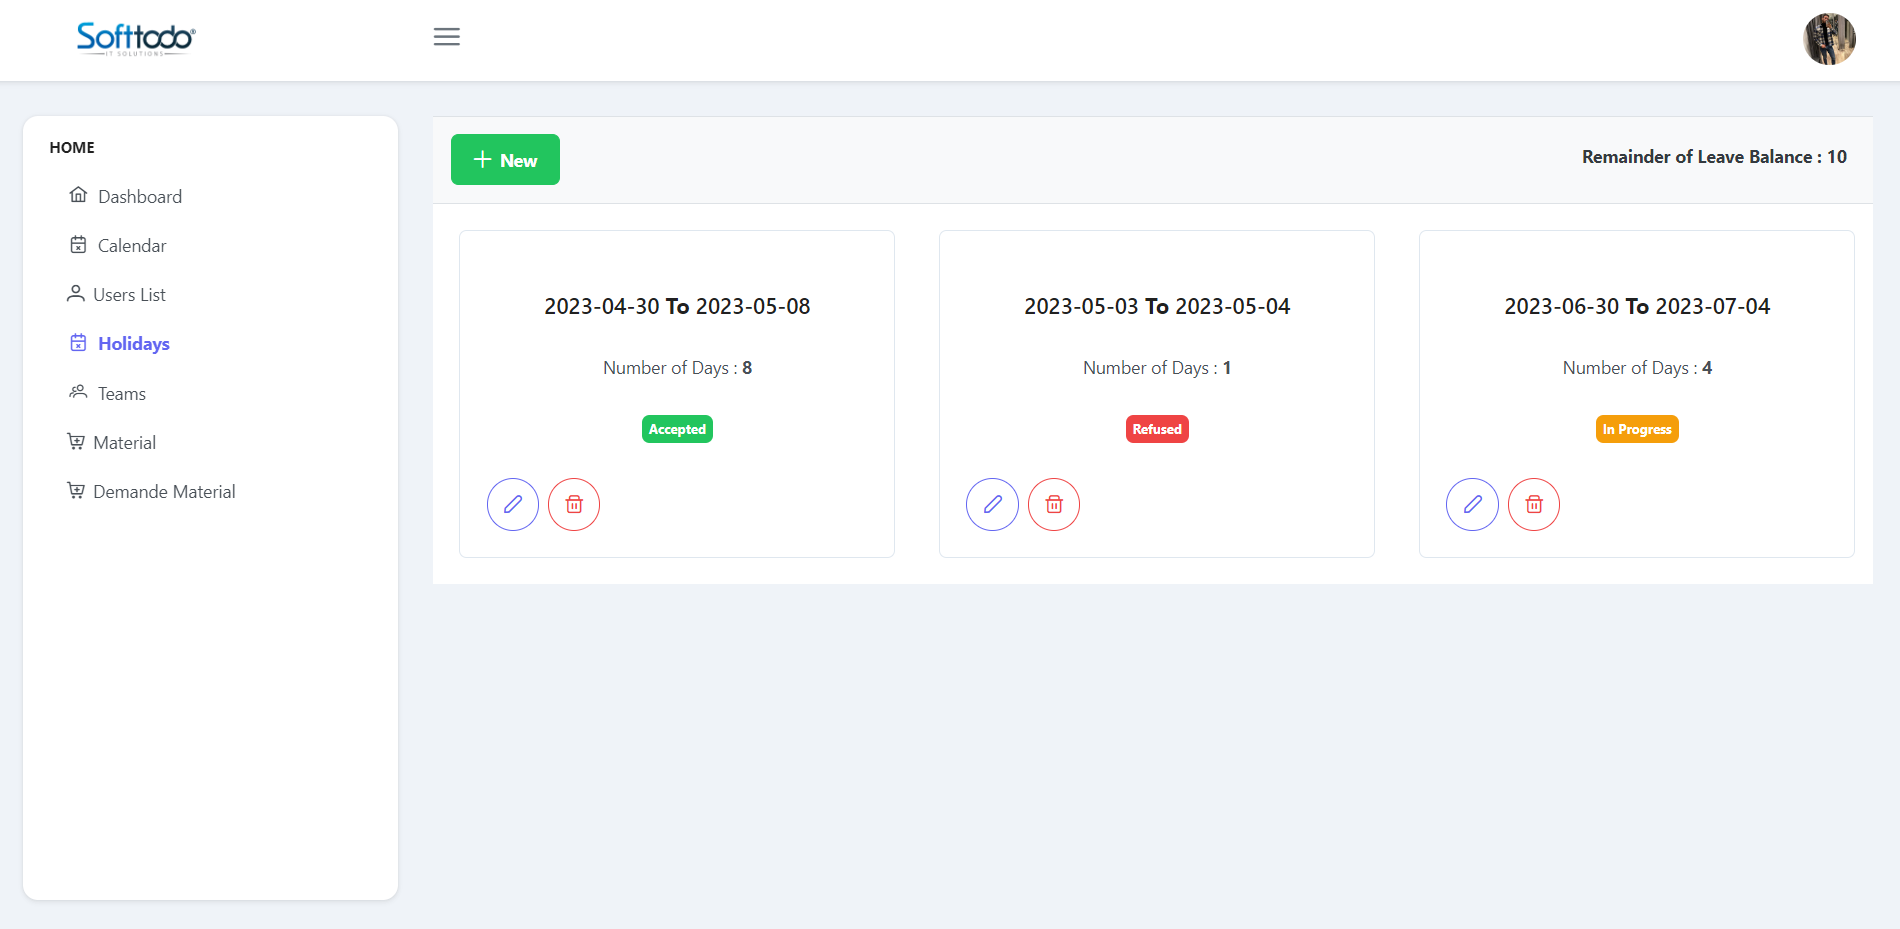 Softtodo®
IT SOLUTIONS
HOME
Dashboard
Calendar
Users List
Holidays
Teams
Material
Demande Material
New
Remainder of Leave Balance : 10
2023-04-30 To 2023-05-08
Number of Days : 8
Accepted
2023-05-03 To 2023-05-04
Number of Days : 1
Refused
2023-06-30 To 2023-07-04
Number of Days : 4
In Progress